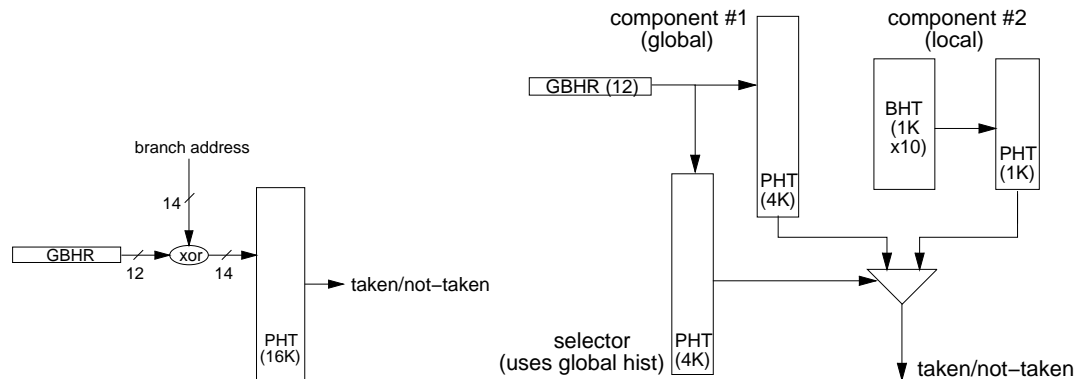 branch address
14
GBHR
12
xor
14
PHT
(16K)
taken/not−taken
component #1
(global)
GBHR (12)
PHT
(4K)
component #2
(local)
BHT
(1K
x10)
PHT
(1K)
selector
(uses global hist)
PHT
(4K)
taken/not−taken